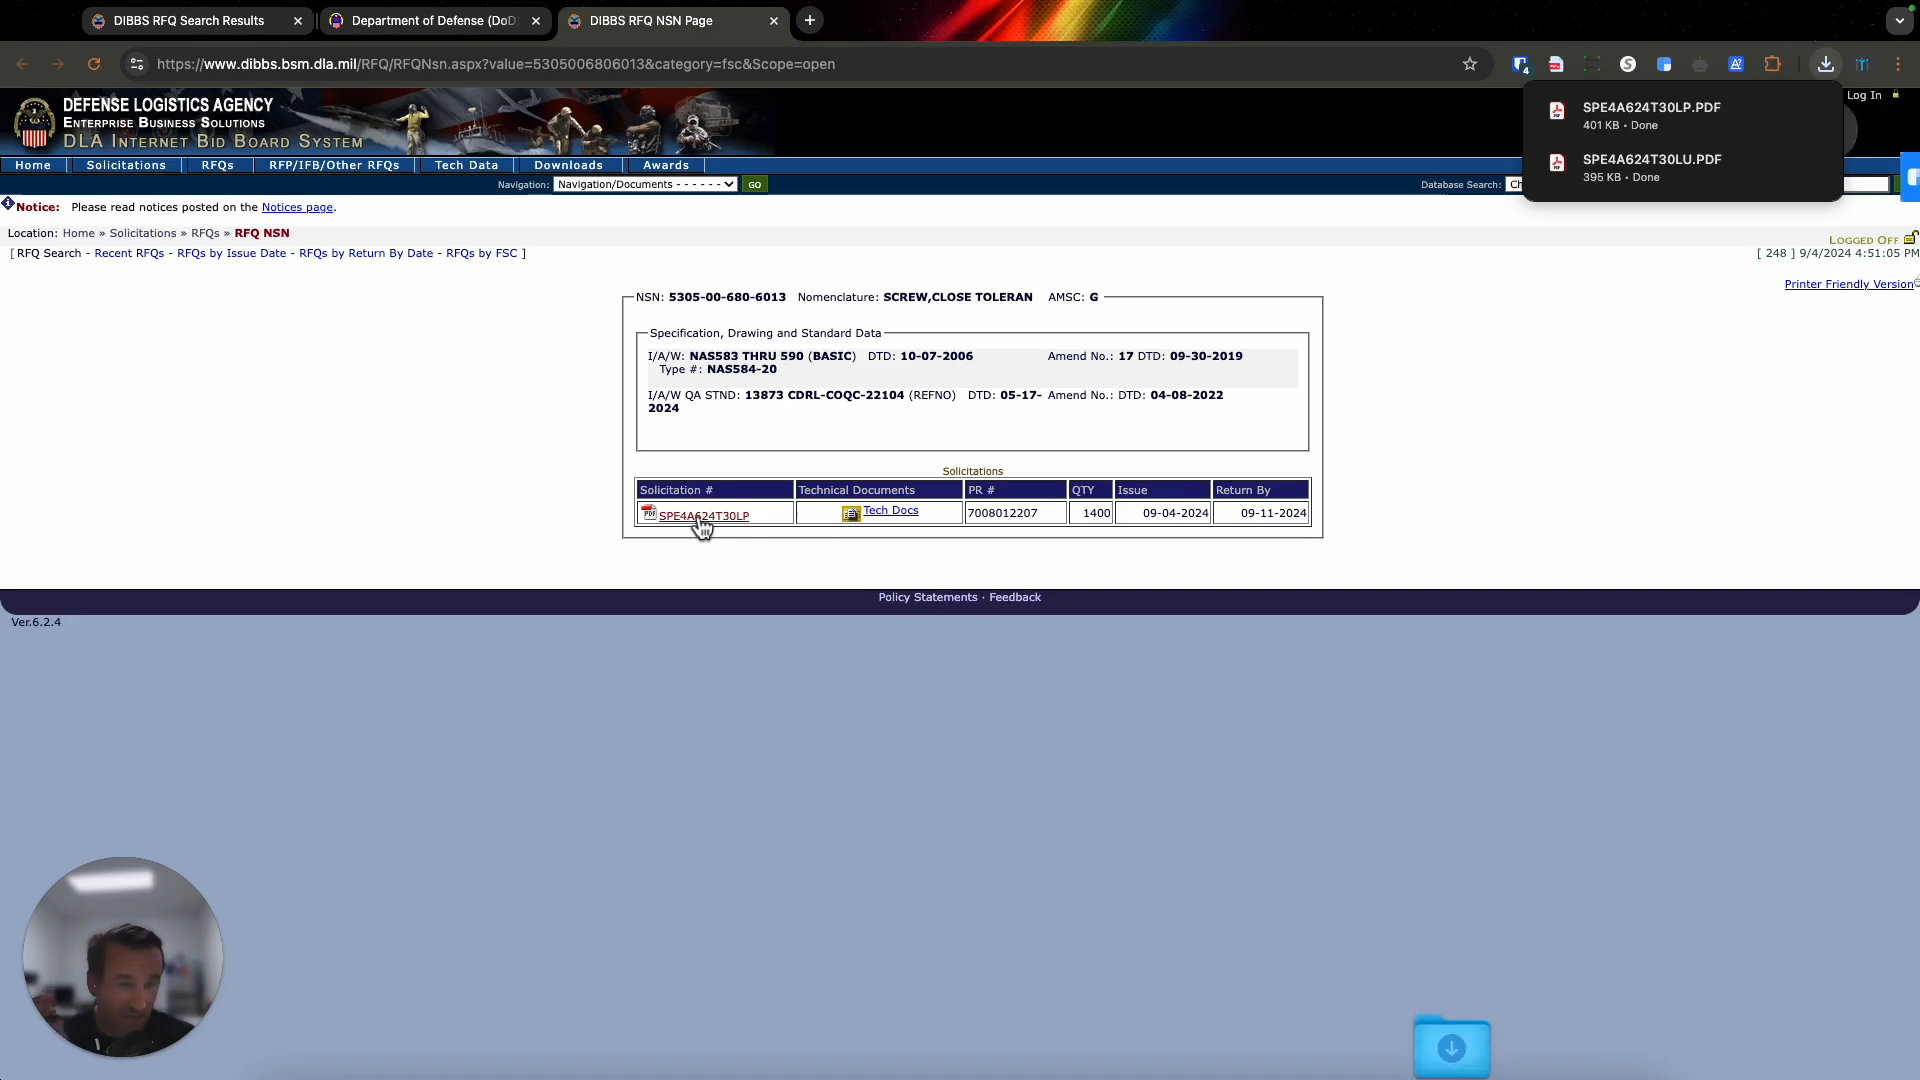 DIBBS RFQ Search Results
Department of Defense (DoD
DIBBS RFQ NSN Page
https://www.dibbs.bsm.dla.mil/RFQ/RFQNsn.aspx?value=5305006806013&category=fsc&Scope=open
4
SPE4A624T30LP.PDF
401 KB • Done
SPE4A624T30LU.PDF
395 KB • Done
Log In
DEFENSE LOGISTICS AGENCY
ENTERPRISE BUSINESS SOLUTIONS
DLA INTERNET BID BOARD SYSTEM
Home Solicitations RFQs RFP/IFB/Other RFQs Tech Data Downloads Awards
Navigation: Navigation/Documents - - - - - - GO Database Search: Ch
Notice: Please read notices posted on the Notices page.
Location: Home » Solicitations » RFQs » RFQ NSN
LOGGED OFF
[ RFQ Search - Recent RFQs - RFQs by Issue Date - RFQs by Return By Date - RFQs by FSC ]
[ 248 ] 9/4/2024 4:51:05 PM
Printer Friendly Version
NSN: 5305-00-680-6013 Nomenclature: SCREW,CLOSE TOLERAN AMSC: G
Specification, Drawing and Standard Data
I/A/W: NAS583 THRU 590 (BASIC) DTD: 10-07-2006 Amend No.: 17 DTD: 09-30-2019
Type #: NAS584-20
I/A/W QA STND: 13873 CDRL-COQC-22104 (REFNO) DTD: 05-17- Amend No.: DTD: 04-08-2022
2024
Solicitations
Solicitation # Technical Documents PR # QTY Issue Return By
PDF SPE4A624T30LP Tech Docs 7008012207 1400 09-04-2024 09-11-2024
Policy Statements · Feedback
Ver.6.2.4